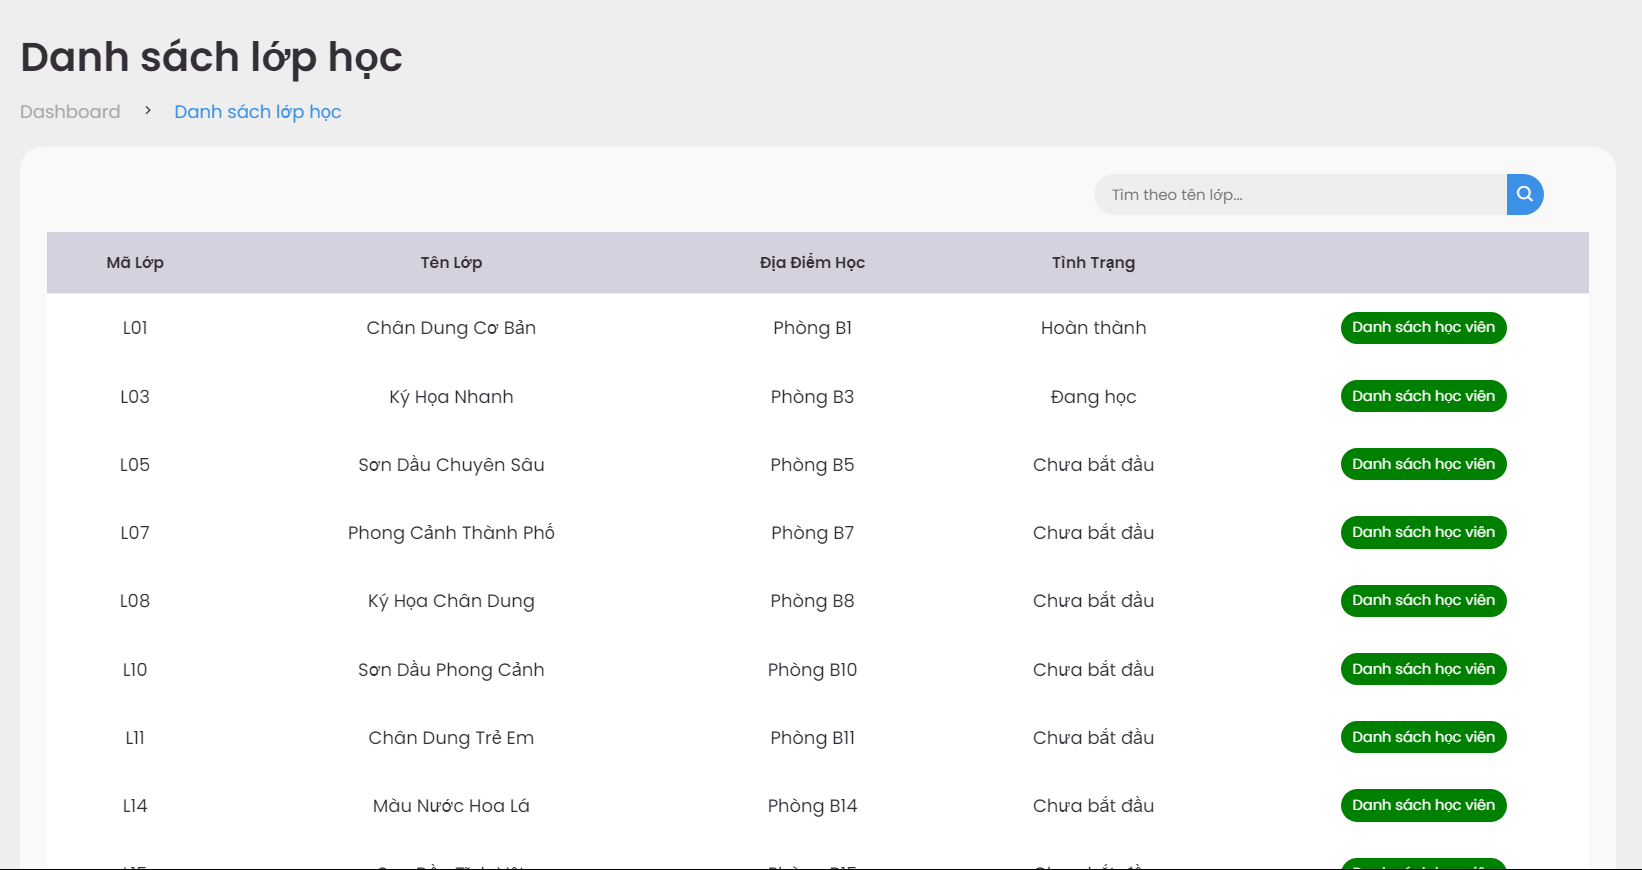 Danh sách lớp học
Dashboard > Danh sách lớp học
Tìm theo tên lớp...
Mã Lớp Tên Lớp Địa Điểm Học Tình Trạng
L01 Chân Dung Cơ Bản Phòng B1 Hoàn thành Danh sách học viên
L03 Ký Họa Nhanh Phòng B3 Đang học Danh sách học viên
L05 Sơn Dầu Chuyên Sâu Phòng B5 Chưa bắt đầu Danh sách học viên
L07 Phong Cảnh Thành Phố Phòng B7 Chưa bắt đầu Danh sách học viên
L08 Ký Họa Chân Dung Phòng B8 Chưa bắt đầu Danh sách học viên
L10 Sơn Dầu Phong Cảnh Phòng B10 Chưa bắt đầu Danh sách học viên
L11 Chân Dung Trẻ Em Phòng B11 Chưa bắt đầu Danh sách học viên
L14 Màu Nước Hoa Lá Phòng B14 Chưa bắt đầu Danh sách học viên